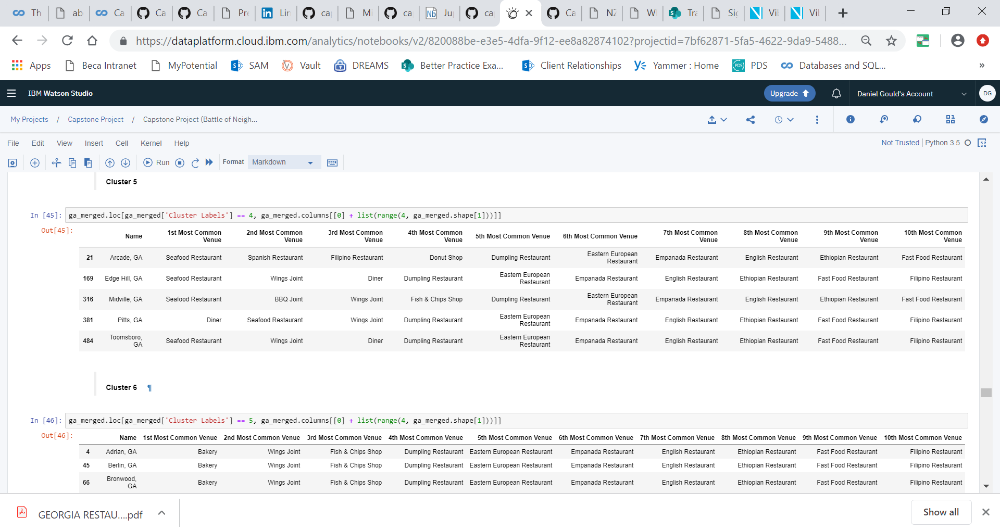 Th ab Ca Ca Ca Pre Lin ca Mi ca Ju ca Ca NZ W Tra Sig Vil Vil
https://dataplatform.cloud.ibm.com/analytics/notebooks/v2/820088be-e3e5-4dfa-9f12-ee8a82874102?projectid=7bf62871-5fa5-4622-9da9-5488...
Apps Beca Intranet MyPotential SAM Vault DREAMS Better Practice Exa... Client Relationships Yammer : Home PDS Databases and SQL... »
IBM Watson Studio Upgrade Daniel Gould's Account DG
My Projects / Capstone Project / Capstone Project (Battle of Neigh...
File Edit View Insert Cell Kernel Help Not Trusted | Python 3.5
Run Format Markdown
Cluster 5
In [45]: ga_merged.loc[ga_merged['Cluster Labels'] == 4, ga_merged.columns[[0] + list(range(4, ga_merged.shape[1]))]]
Out[45]:
Name 1st Most Common Venue 2nd Most Common Venue 3rd Most Common Venue 4th Most Common Venue 5th Most Common Venue 6th Most Common Venue 7th Most Common Venue 8th Most Common Venue 9th Most Common Venue 10th Most Common Venue
21 Arcade, GA Seafood Restaurant Spanish Restaurant Filipino Restaurant Donut Shop Dumpling Restaurant Eastern European Restaurant Empanada Restaurant English Restaurant Ethiopian Restaurant Fast Food Restaurant
169 Edge Hill, GA Seafood Restaurant Wings Joint Diner Dumpling Restaurant Eastern European Restaurant Empanada Restaurant English Restaurant Ethiopian Restaurant Fast Food Restaurant Filipino Restaurant
316 Midville, GA Seafood Restaurant BBQ Joint Wings Joint Fish & Chips Shop Dumpling Restaurant Eastern European Restaurant Empanada Restaurant English Restaurant Ethiopian Restaurant Fast Food Restaurant
381 Pitts, GA Diner Seafood Restaurant Wings Joint Dumpling Restaurant Eastern European Restaurant Empanada Restaurant English Restaurant Ethiopian Restaurant Fast Food Restaurant Filipino Restaurant
484 Toomsboro, GA Seafood Restaurant Wings Joint Diner Dumpling Restaurant Eastern European Restaurant Empanada Restaurant English Restaurant Ethiopian Restaurant Fast Food Restaurant Filipino Restaurant
Cluster 6 ¶
In [46]: ga_merged.loc[ga_merged['Cluster Labels'] == 5, ga_merged.columns[[0] + list(range(4, ga_merged.shape[1]))]]
Out[46]:
Name 1st Most Common Venue 2nd Most Common Venue 3rd Most Common Venue 4th Most Common Venue 5th Most Common Venue 6th Most Common Venue 7th Most Common Venue 8th Most Common Venue 9th Most Common Venue 10th Most Common Venue
4 Adrian, GA Bakery Wings Joint Fish & Chips Shop Dumpling Restaurant Eastern European Restaurant Empanada Restaurant English Restaurant Ethiopian Restaurant Fast Food Restaurant Filipino Restaurant
45 Berlin, GA Bakery Wings Joint Fish & Chips Shop Dumpling Restaurant Eastern European Restaurant Empanada Restaurant English Restaurant Ethiopian Restaurant Fast Food Restaurant Filipino Restaurant
66 Bronwood, GA Bakery Wings Joint Fish & Chips Shop Dumpling Restaurant Eastern European Restaurant Empanada Restaurant English Restaurant Ethiopian Restaurant Fast Food Restaurant Filipino Restaurant
GEORGIA RESTAU....pdf Show all